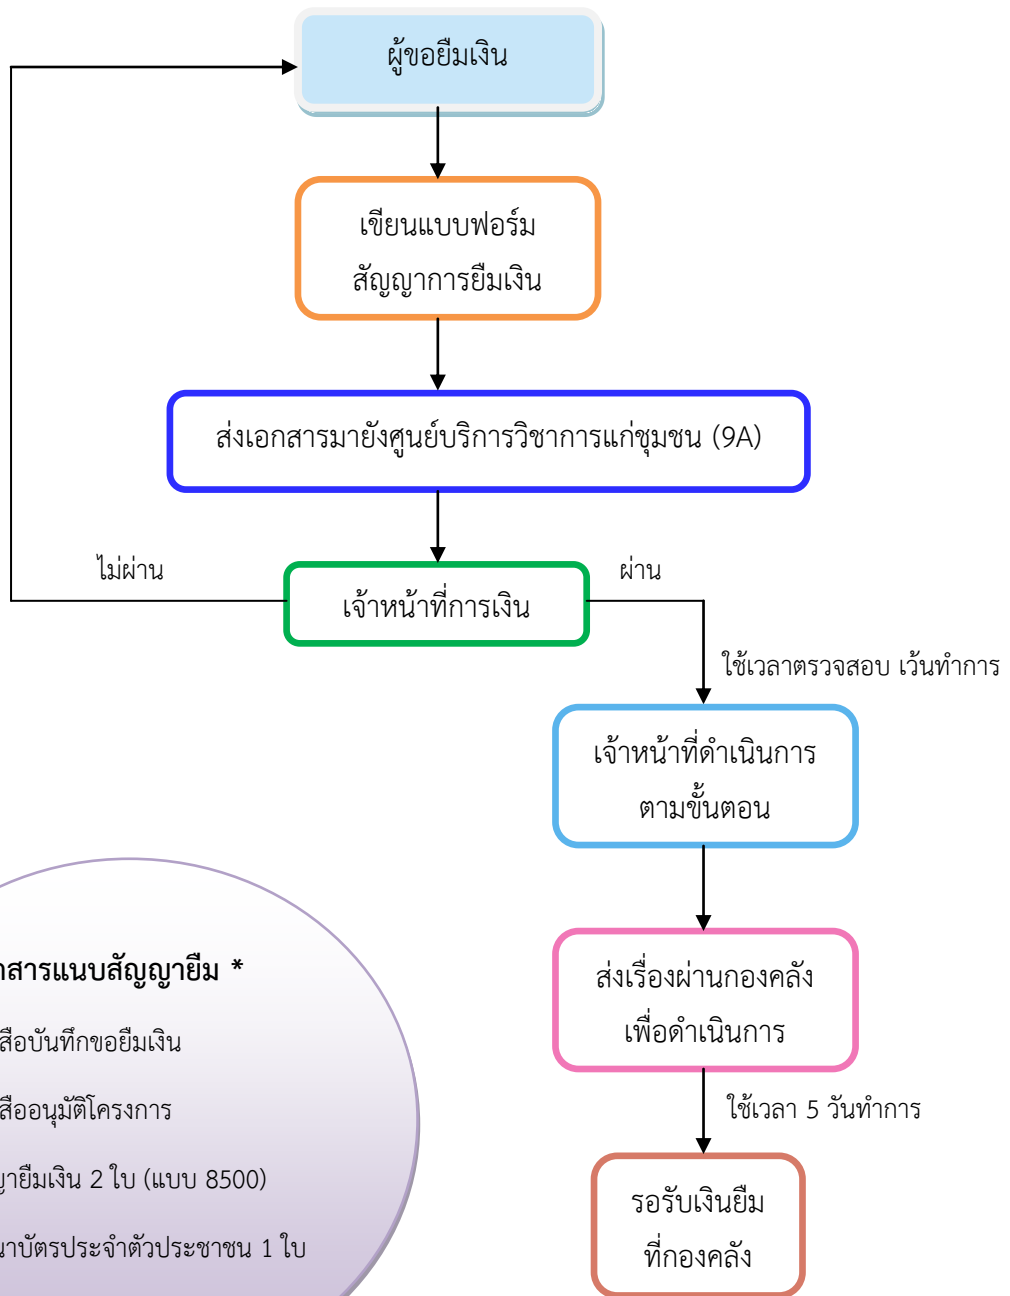 ผู้ขอยืมเงิน
เขียนแบบฟอร์ม
สัญญาการยืมเงิน
ส่งเอกสารมายังศูนย์บริการวิชาการแก่ชุมชน (9A)
ไม่ผ่าน
ผ่าน
เจ้าหน้าที่การเงิน
ใช้เวลาตรวจสอบ เว้นทำการ
เจ้าหน้าที่ดำเนินการ
ตามขั้นตอน
ส่งเรื่องผ่านกองคลัง
เพื่อดำเนินการ
ใช้เวลา 5 วันทำการ
รอรับเงินยืม
ที่กองคลัง
สารแนบสัญญายืม *
สือบันทึกขอยืมเงิน
สืออนุมัติโครงการ
ญายืมเงิน 2 ใบ (แบบ 8500)
นาบัตรประจำตัวประชาชน 1 ใบ